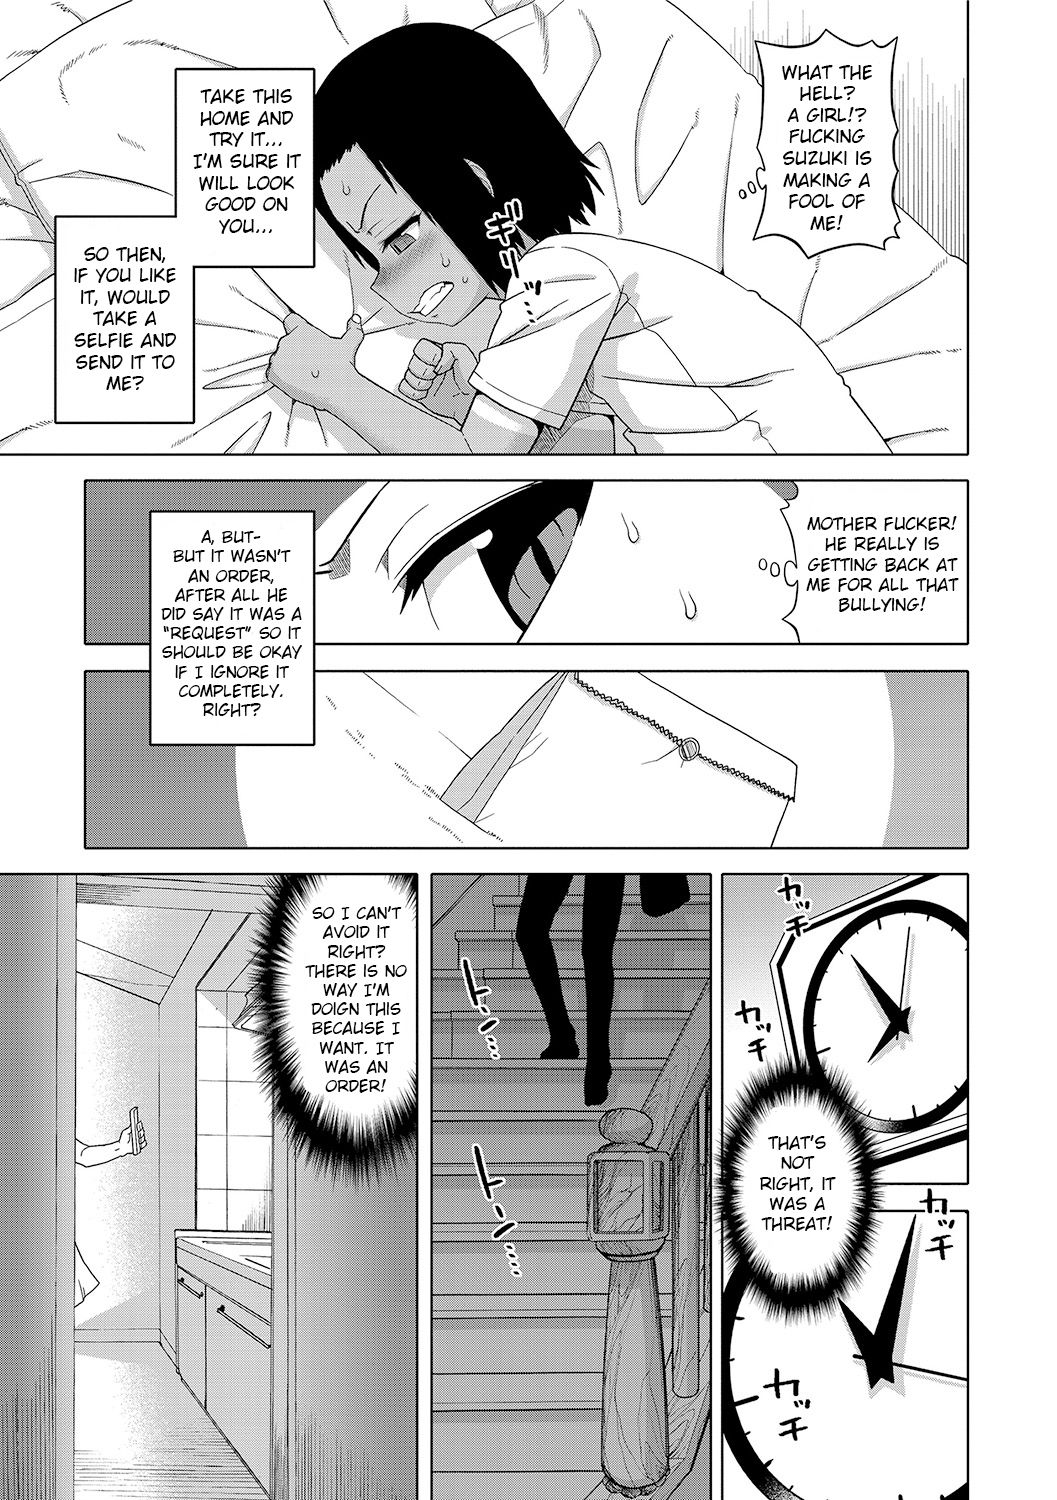 WHAT THE
HELL?
A GIRL!?
FUCKING
SUZUKI IS
MAKING A
FOOL OF
ME!
TAKE THIS
HOME AND
TRY IT...
I'M SURE IT
WILL LOOK
GOOD ON
YOU...
SO THEN,
IF YOU LIKE
IT, WOULD
TAKE A
SELFIE AND
SEND IT TO
ME?
ギリ...
MOTHER FUCKER!
HE REALLY IS
GETTING BACK AT
ME FOR ALL THAT
BULLYING!
A, BUT-
BUT IT WASN'T
AN ORDER,
AFTER ALL HE
DID SAY IT WAS A
"REQUEST" SO IT
SHOULD BE OKAY
IF I IGNORE IT
COMPLETELY.
RIGHT?
カッチ
カッチ
THAT'S
NOT
RIGHT, IT
WAS A
THREAT!
カッチ
カッチ
トン...
トン...
SO I CAN'T
AVOID IT
RIGHT?
THERE IS NO
WAY I'M
DOIGN THIS
BECAUSE I
WANT. IT
WAS AN
ORDER!